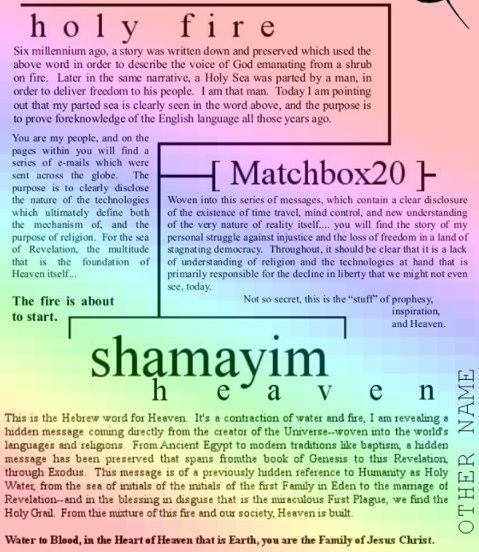 h o l y  f i r e
Six millennium ago, a story was written down and preserved which used the
above word in order to describe the voice of God emanating from a shrub
on fire. Later in the same narrative, a Holy Sea was parted by a man, in
order to deliver freedom to his people. I am that man. Today I am pointing
out that my parted sea is clearly seen in the word above, and the purpose is
to prove foreknowledge of the English language all those years ago.
You are my people, and on the
pages within you will find a
series of e-mails which were
sent across the globe. The
purpose is to clearly disclose
the nature of the technologies
which ultimately define both
the mechanism of, and the
purpose of religion. For the sea
of Revelation, the multitude
that is the foundation of
Heaven itself...
The fire is about
to start.
[ Matchbox20 ]
Woven into this series of messages, which contain a clear disclosure
of the existence of time travel, mind control, and new understanding
of the very nature of reality itself.... you will find the story of my
personal struggle against injustice and the loss of freedom in a land of
stagnating democracy. Throughout, it should be clear that it is a lack
of understanding of religion and the technologies at hand that is
primarily responsible for the decline in liberty that we might not even
see, today.
Not so secret, this is the “stuff” of prophesy,
inspiration,
and Heaven.
shamayim
h e a v e n
This is the Hebrew word for Heaven. It's a contraction of water and fire, I am revealing a
hidden message coming directly from the creator of the Universe--woven into the world's
languages and religions. From Ancient Egypt to modern traditions like baptism, a hidden
message has been preserved that spans fromthe book of Genesis to this Revelation,
through Exodus. This message is of a previously hidden reference to Humanity as Holy
Water, from the sea of initials of the initials of the first Family in Eden to the marriage of
Revelation--and in the blessing in disguse that is the miraculous First Plague, we find the
Holy Grail. From this mixture of this fire and our society, Heaven is built.
Water to Blood, in the Heart of Heaven that is Earth, you are the Family of Jesus Christ.
OTHER NAME